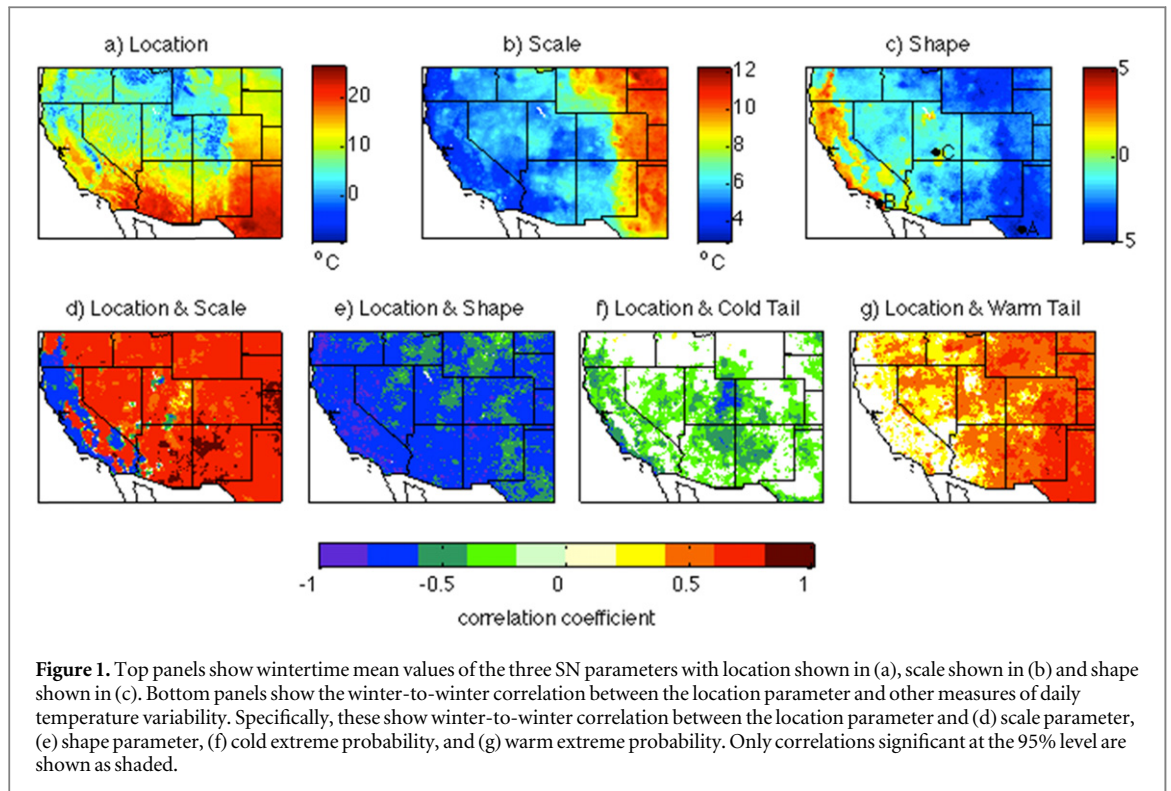 a) Location
b) Scale
c) Shape
20
10
0
°C
12
10
8
6
4
°C
5
0
-5
C
B
A
d) Location & Scale
e) Location & Shape
f) Location & Cold Tail
g) Location & Warm Tail
-1
-0.5
0
0.5
1
correlation coefficient
Figure 1. Top panels show wintertime mean values of the three SN parameters with location shown in (a), scale shown in (b) and shape
shown in (c). Bottom panels show the winter-to-winter correlation between the location parameter and other measures of daily
temperature variability. Specifically, these show winter-to-winter correlation between the location parameter and (d) scale parameter,
(e) shape parameter, (f) cold extreme probability, and (g) warm extreme probability. Only correlations significant at the 95% level are
shown as shaded.